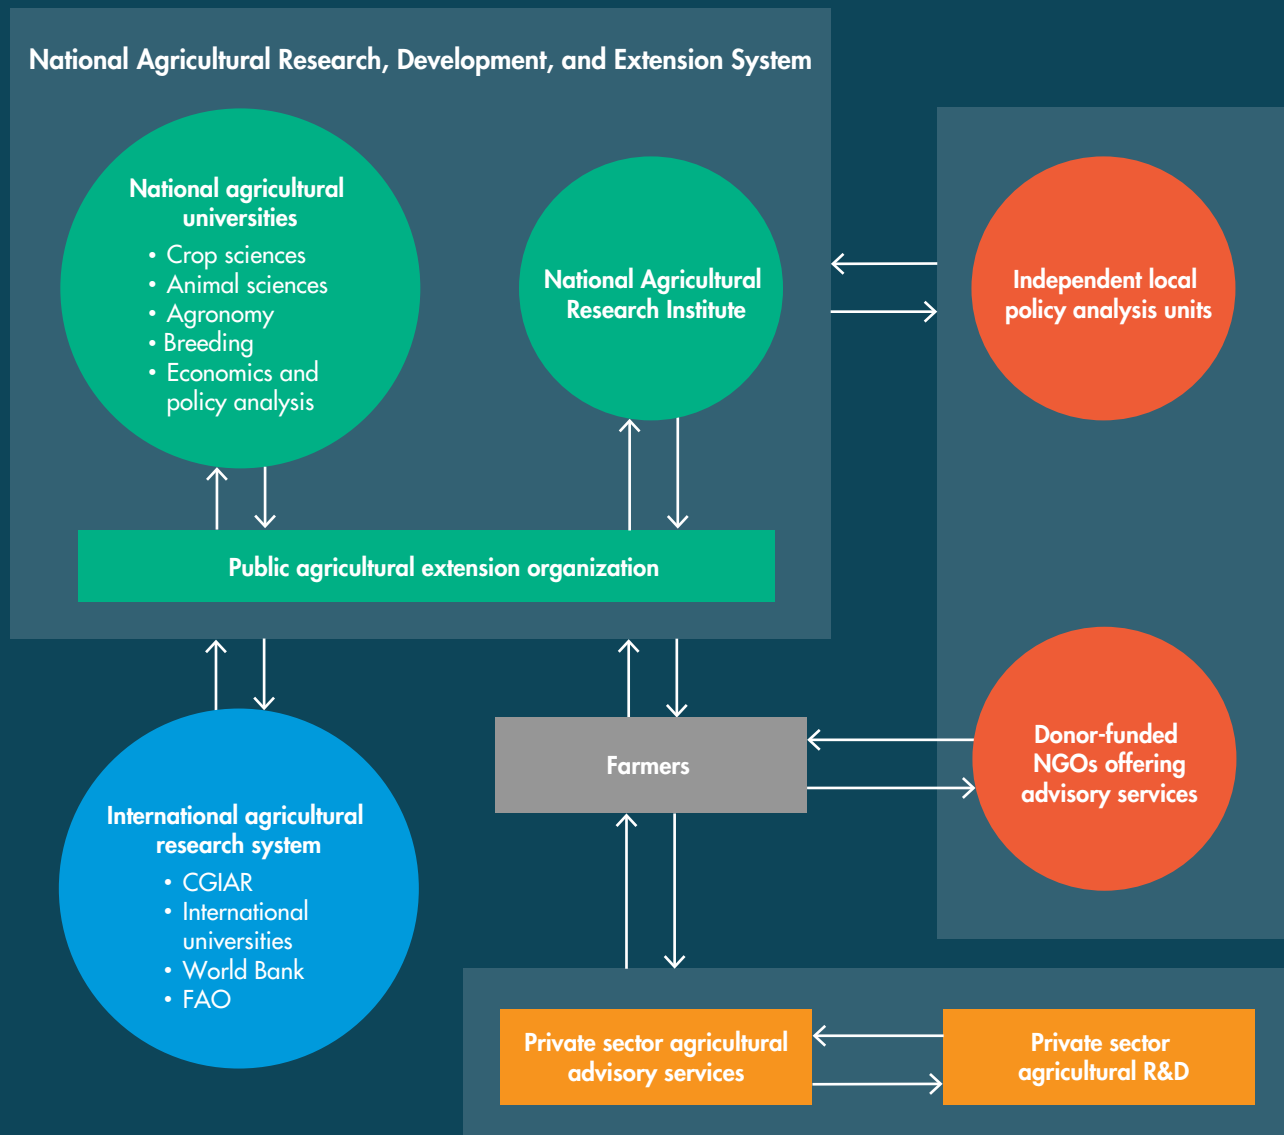 National Agricultural Research, Development, and Extension System
National agricultural
universities
• Crop sciences
• Animal sciences
• Agronomy
• Breeding
• Economics and
policy analysis
National Agricultural
Research Institute
Independent local
policy analysis units
Public agricultural extension organization
Farmers
Donor-funded
NGOs offering
advisory services
International agricultural
research system
• CGIAR
• International
universities
• World Bank
• FAO
Private sector agricultural
advisory services
Private sector
agricultural R&D